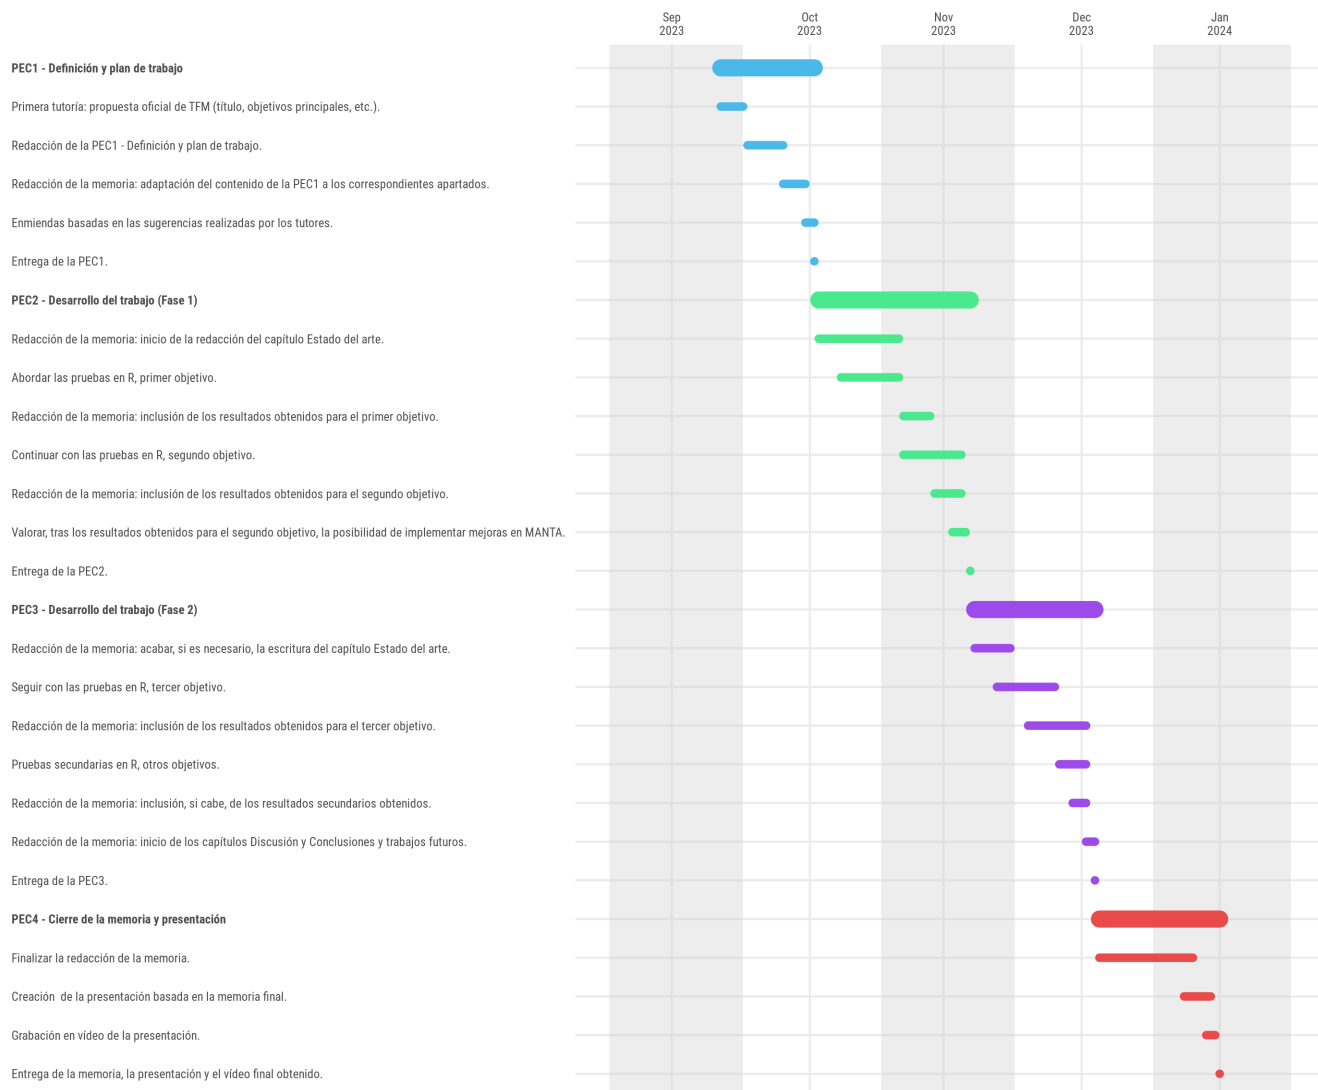 Sep Oct Nov Dec Jan
2023 2023 2023 2023 2024
PEC1 - Definición y plan de trabajo
Primera tutoría: propuesta oficial de TFM (título, objetivos principales, etc.).
Redacción de la PEC1 - Definición y plan de trabajo.
Redacción de la memoria: adaptación del contenido de la PEC1 a los correspondientes apartados.
Enmiendas basadas en las sugerencias realizadas por los tutores.
Entrega de la PEC1.
PEC2 - Desarrollo del trabajo (Fase 1)
Redacción de la memoria: inicio de la redacción del capítulo Estado del arte.
Abordar las pruebas en R, primer objetivo.
Redacción de la memoria: inclusión de los resultados obtenidos para el primer objetivo.
Continuar con las pruebas en R, segundo objetivo.
Redacción de la memoria: inclusión de los resultados obtenidos para el segundo objetivo.
Valorar, tras los resultados obtenidos para el segundo objetivo, la posibilidad de implementar mejoras en MANTA.
Entrega de la PEC2.
PEC3 - Desarrollo del trabajo (Fase 2)
Redacción de la memoria: acabar, si es necesario, la escritura del capítulo Estado del arte.
Seguir con las pruebas en R, tercer objetivo.
Redacción de la memoria: inclusión de los resultados obtenidos para el tercer objetivo.
Pruebas secundarias en R, otros objetivos.
Redacción de la memoria: inclusión, si cabe, de los resultados secundarios obtenidos.
Redacción de la memoria: inicio de los capítulos Discusión y Conclusiones y trabajos futuros.
Entrega de la PEC3.
PEC4 - Cierre de la memoria y presentación
Finalizar la redacción de la memoria.
Creación  de la presentación basada en la memoria final.
Grabación en vídeo de la presentación.
Entrega de la memoria, la presentación y el vídeo final obtenido.